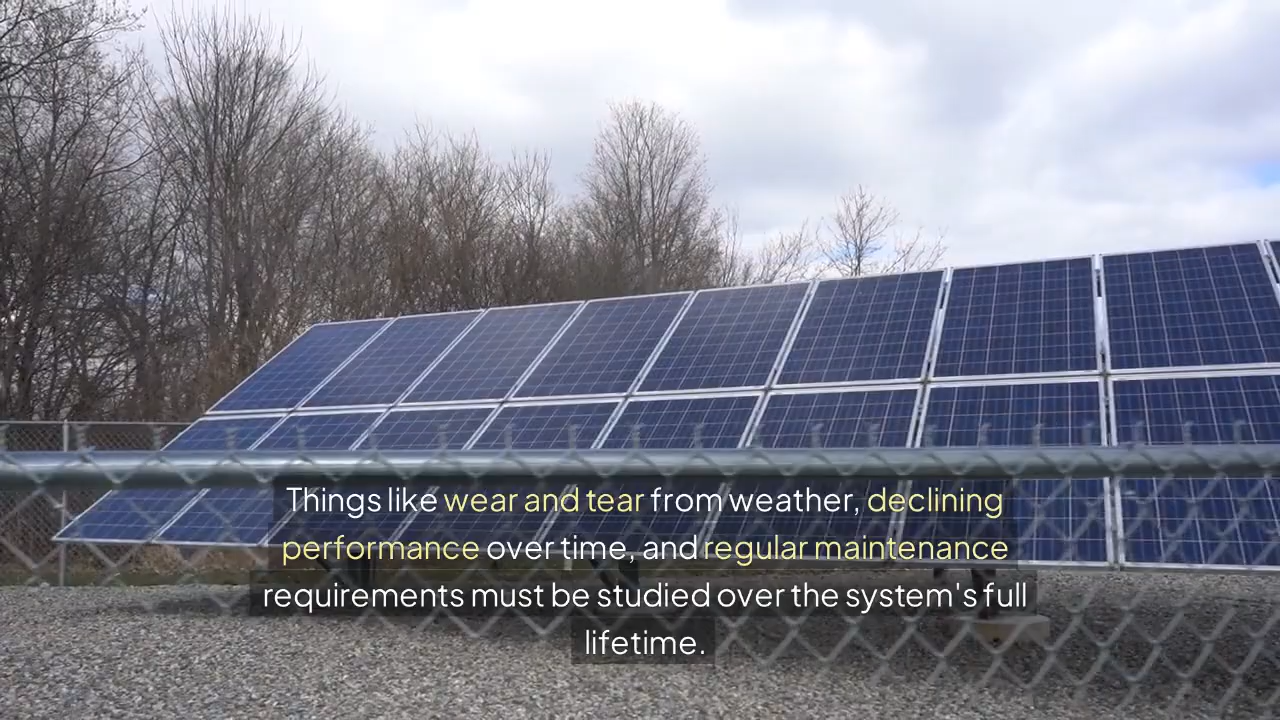 Things like wear and tear from weather, declining
performance over time, and regular maintenance
requirements must be studied over the system's full
lifetime.